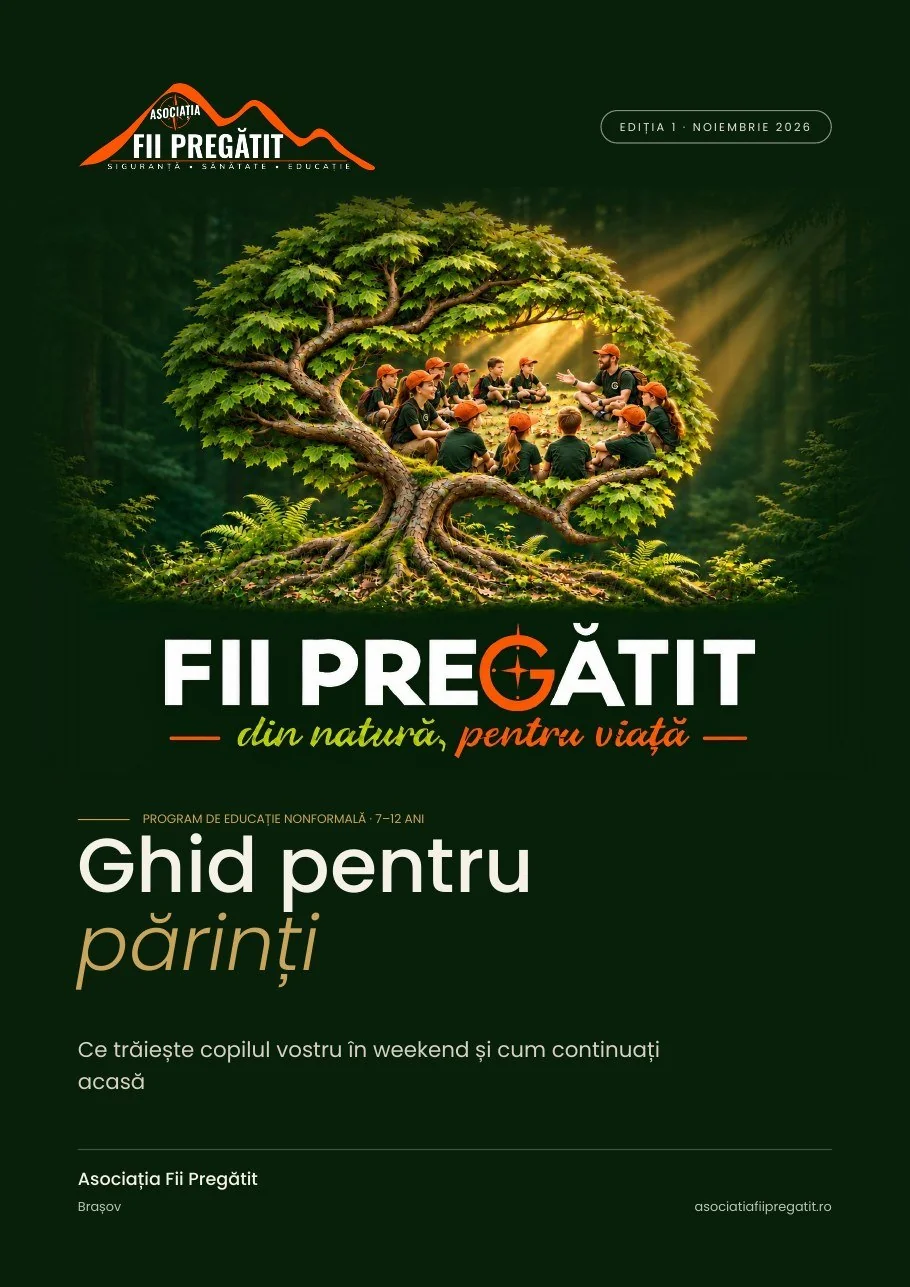 ASOCIAȚIA
FII PREGĂTIT
SIGURANȚĂ • SĂNĂTATE • EDUCAȚIE
EDIȚIA 1 · NOIEMBRIE 2026
FII PREGĂTIT
din natură, pentru viață
PROGRAM DE EDUCAȚIE NONFORMALĂ · 7–12 ANI
Ghid pentru
părinți
Ce trăiește copilul vostru în weekend și cum continuați
acasă
Asociația Fii Pregătit
Brașov
asociatiafiipregatit.ro